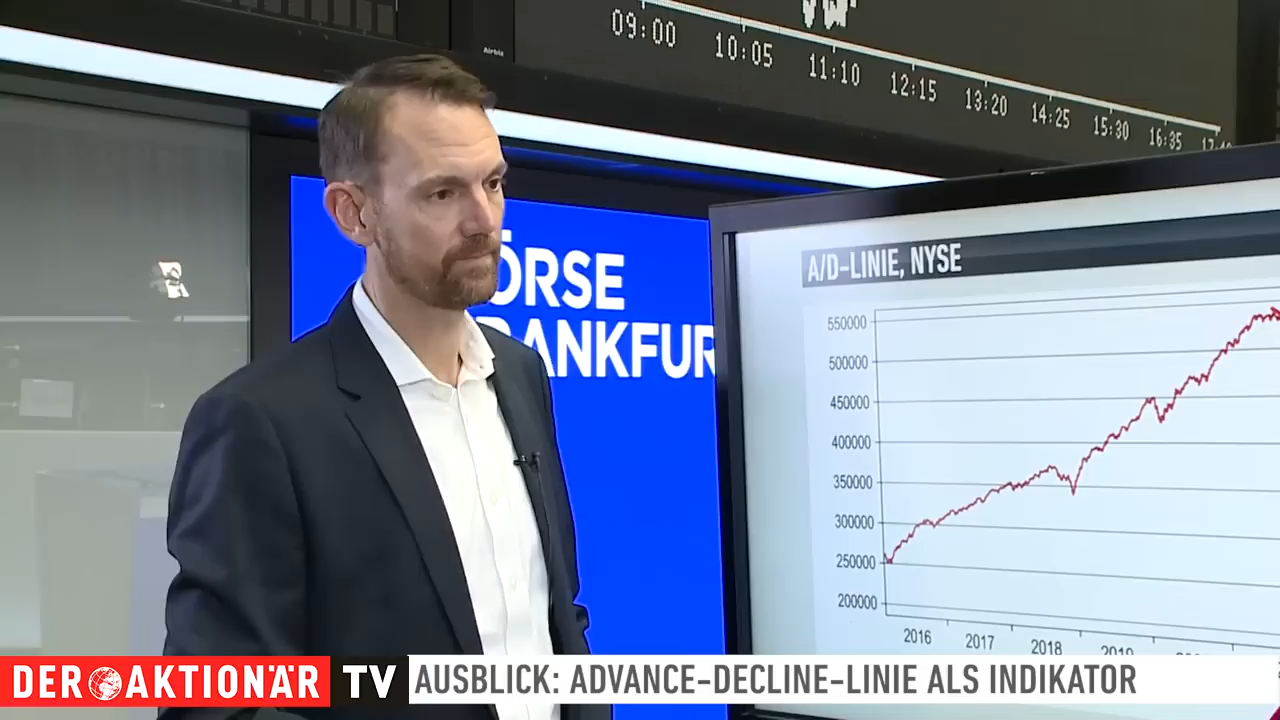 09:00 10:05 11:10 12:15 13:20 14:25 15:30 16:35
Airbix
ÖRSE
RANKFUR
A/D-LINIE, NYSE
550000
500000
450000
400000
350000
300000
250000
200000
2016 2017 2018 2019
DER AKTIONÄR TV
AUSBLICK: ADVANCE-DECLINE-LINIE ALS INDIKATOR